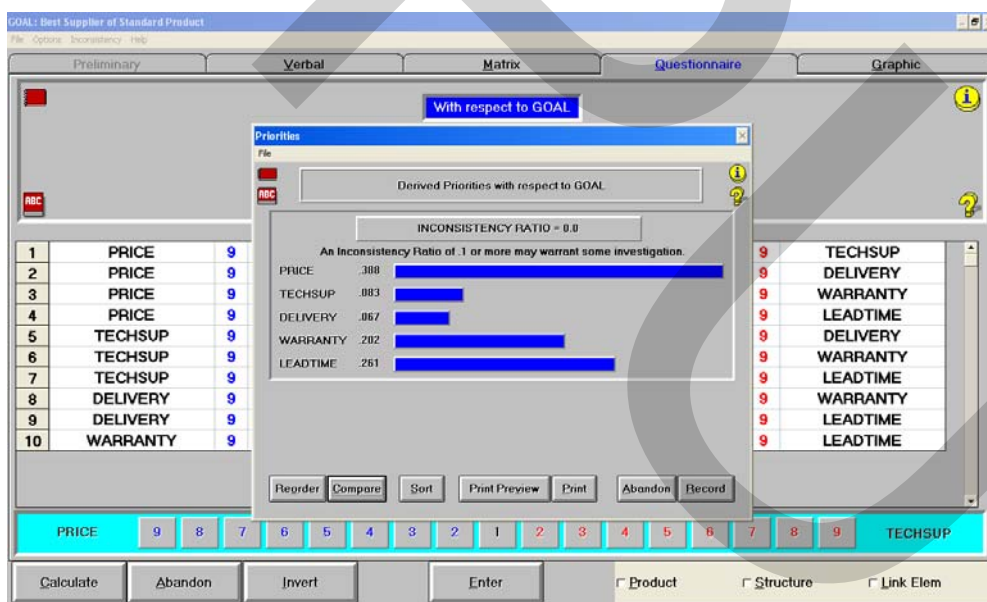 GOAL: Best Supplier of Standard Product
File Options Inconsistency Help
Preliminary Verbal Matrix Questionnaire Graphic
With respect to GOAL
ABC
Priorities
File
ABC
Derived Priorities with respect to GOAL
INCONSISTENCY RATIO = 0.0
An Inconsistency Ratio of .1 or more may warrant some investigation.
PRICE .388
TECHSUP .083
DELIVERY .067
WARRANTY .202
LEADTIME .261
1 PRICE 9 9 TECHSUP
2 PRICE 9 9 DELIVERY
3 PRICE 9 9 WARRANTY
4 PRICE 9 9 LEADTIME
5 TECHSUP 9 9 DELIVERY
6 TECHSUP 9 9 WARRANTY
7 TECHSUP 9 9 LEADTIME
8 DELIVERY 9 9 WARRANTY
9 DELIVERY 9 9 LEADTIME
10 WARRANTY 9 9 LEADTIME
Reorder Compare Sort Print Preview Print Abandon Record
PRICE 9 8 7 6 5 4 3 2 1 2 3 4 5 6 7 8 9 TECHSUP
Calculate Abandon Invert Enter Product Structure Link Elem